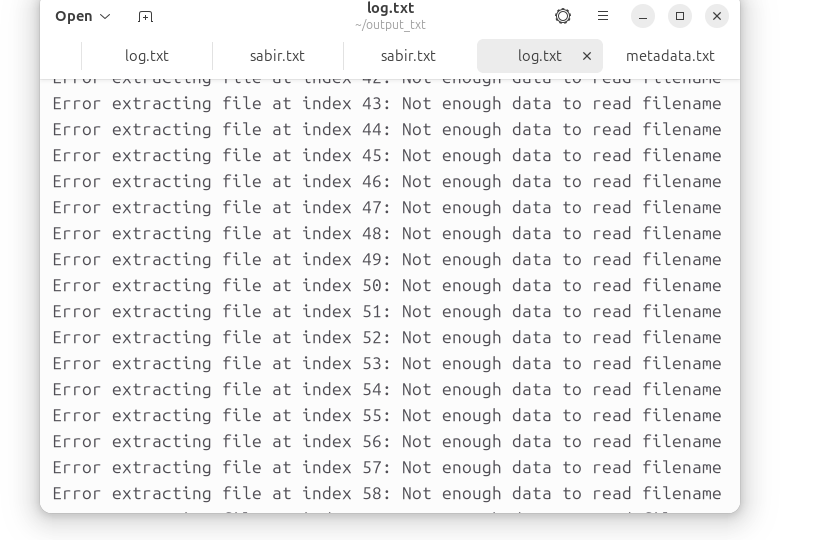 Open
log.txt
~/output_txt
log.txt
sabir.txt
sabir.txt
log.txt
metadata.txt
Error extracting file at index 42: Not enough data to read filename
Error extracting file at index 43: Not enough data to read filename
Error extracting file at index 44: Not enough data to read filename
Error extracting file at index 45: Not enough data to read filename
Error extracting file at index 46: Not enough data to read filename
Error extracting file at index 47: Not enough data to read filename
Error extracting file at index 48: Not enough data to read filename
Error extracting file at index 49: Not enough data to read filename
Error extracting file at index 50: Not enough data to read filename
Error extracting file at index 51: Not enough data to read filename
Error extracting file at index 52: Not enough data to read filename
Error extracting file at index 53: Not enough data to read filename
Error extracting file at index 54: Not enough data to read filename
Error extracting file at index 55: Not enough data to read filename
Error extracting file at index 56: Not enough data to read filename
Error extracting file at index 57: Not enough data to read filename
Error extracting file at index 58: Not enough data to read filename